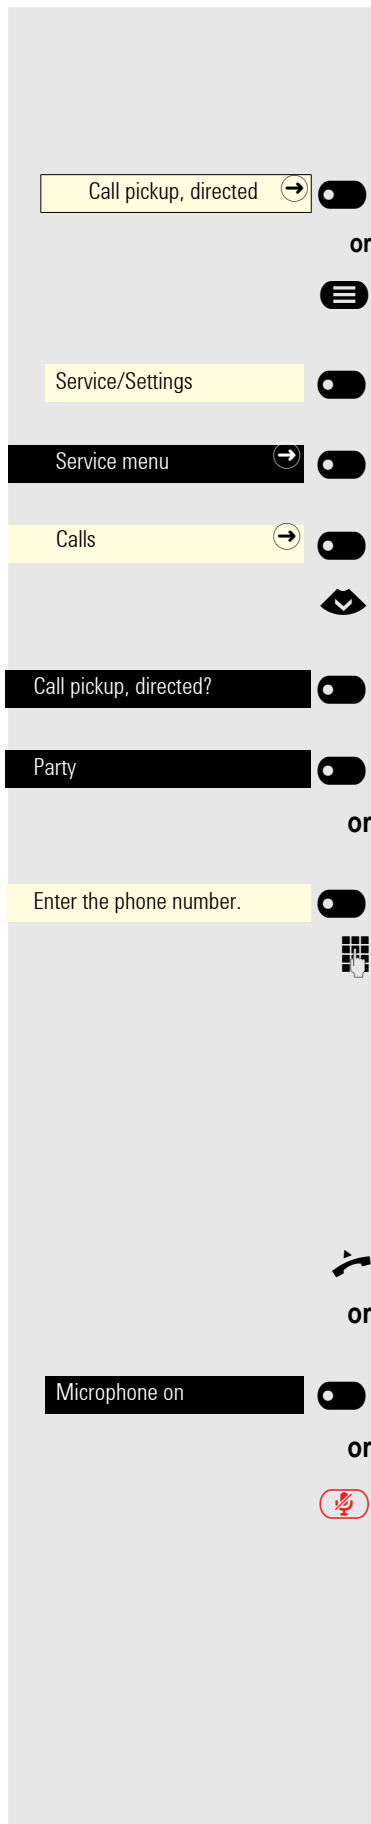 Call pickup, directed
or
Service/Settings
Service menu
Calls
Call pickup, directed?
Party
or
Enter the phone number.
or
Microphone on
or